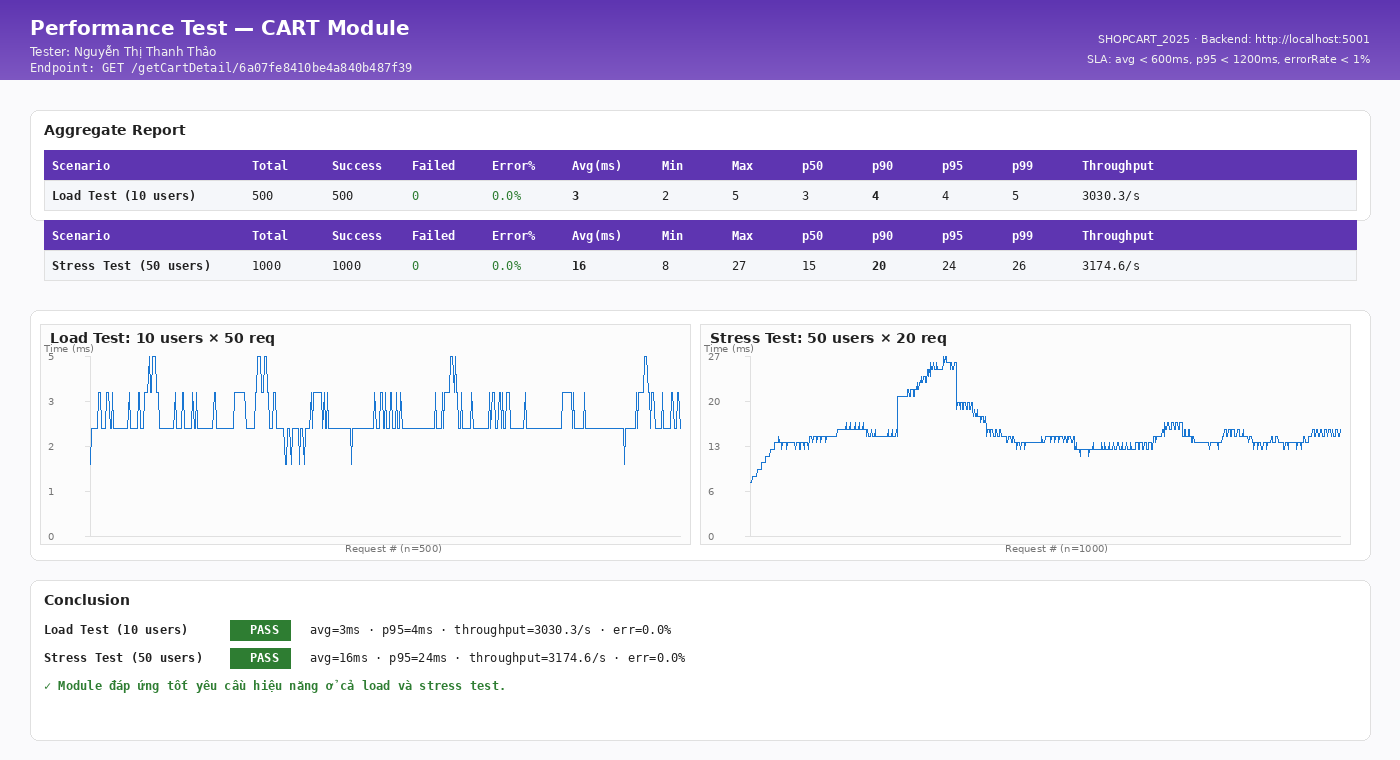 Performance Test — CART Module
Tester: Nguyễn Thị Thanh Thảo
Endpoint: GET /getCartDetail/6a07fe8410be4a840b487f39
SHOPCART_2025 · Backend: http://localhost:5001
SLA: avg < 600ms, p95 < 1200ms, errorRate < 1%
Aggregate Report
Scenario Total Success Failed Error% Avg(ms) Min Max p50 p90 p95 p99 Throughput
Load Test (10 users) 500 500 0 0.0% 3 2 5 3 4 4 5 3030.3/s
Scenario Total Success Failed Error% Avg(ms) Min Max p50 p90 p95 p99 Throughput
Stress Test (50 users) 1000 1000 0 0.0% 16 8 27 15 20 24 26 3174.6/s
Load Test: 10 users × 50 req
Time (ms)
5
3
2
1
0
Request # (n=500)
Stress Test: 50 users × 20 req
Time (ms)
27
20
13
6
0
Request # (n=1000)
Conclusion
Load Test (10 users) PASS avg=3ms · p95=4ms · throughput=3030.3/s · err=0.0%
Stress Test (50 users) PASS avg=16ms · p95=24ms · throughput=3174.6/s · err=0.0%
✓ Module đáp ứng tốt yêu cầu hiệu năng ở cả load và stress test.